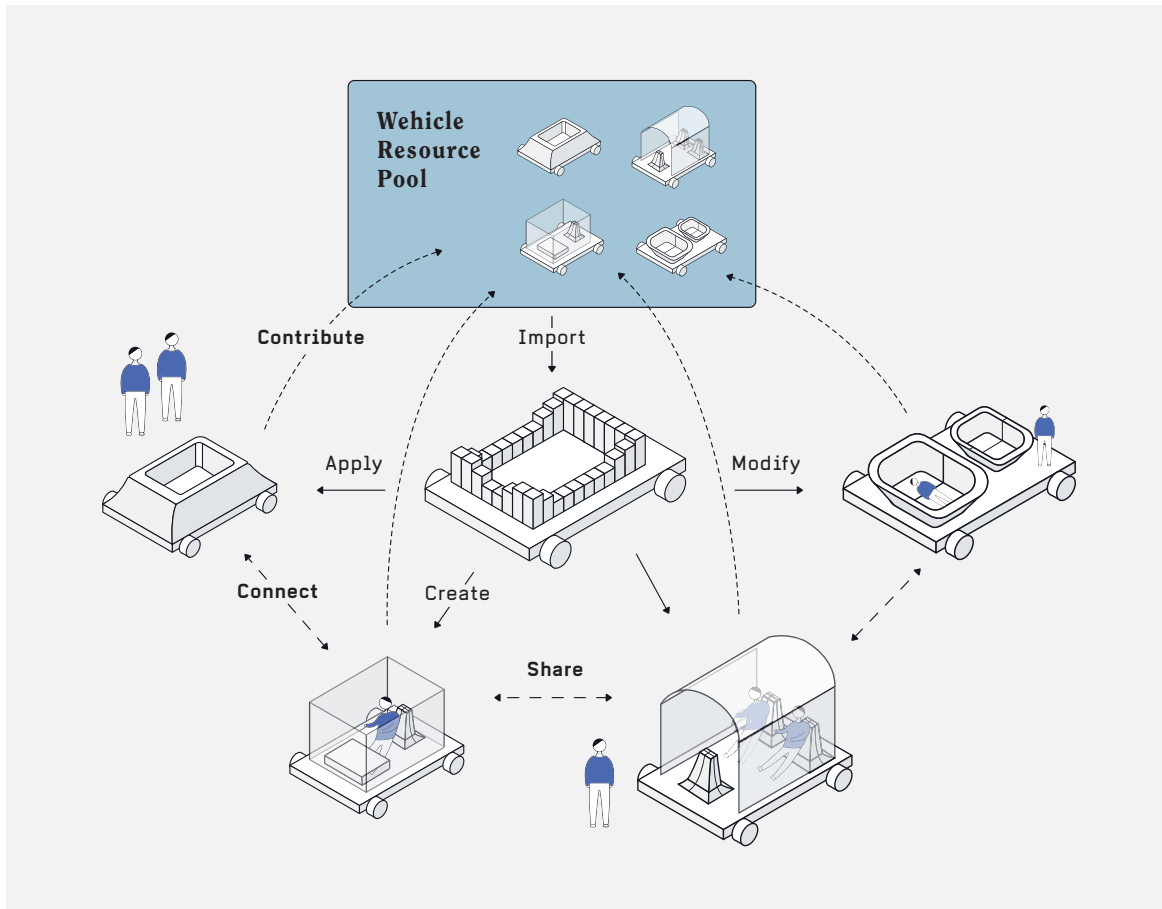 Wehicle
Resource
Pool
Contribute
Import
Apply
Modify
Connect
Create
Share